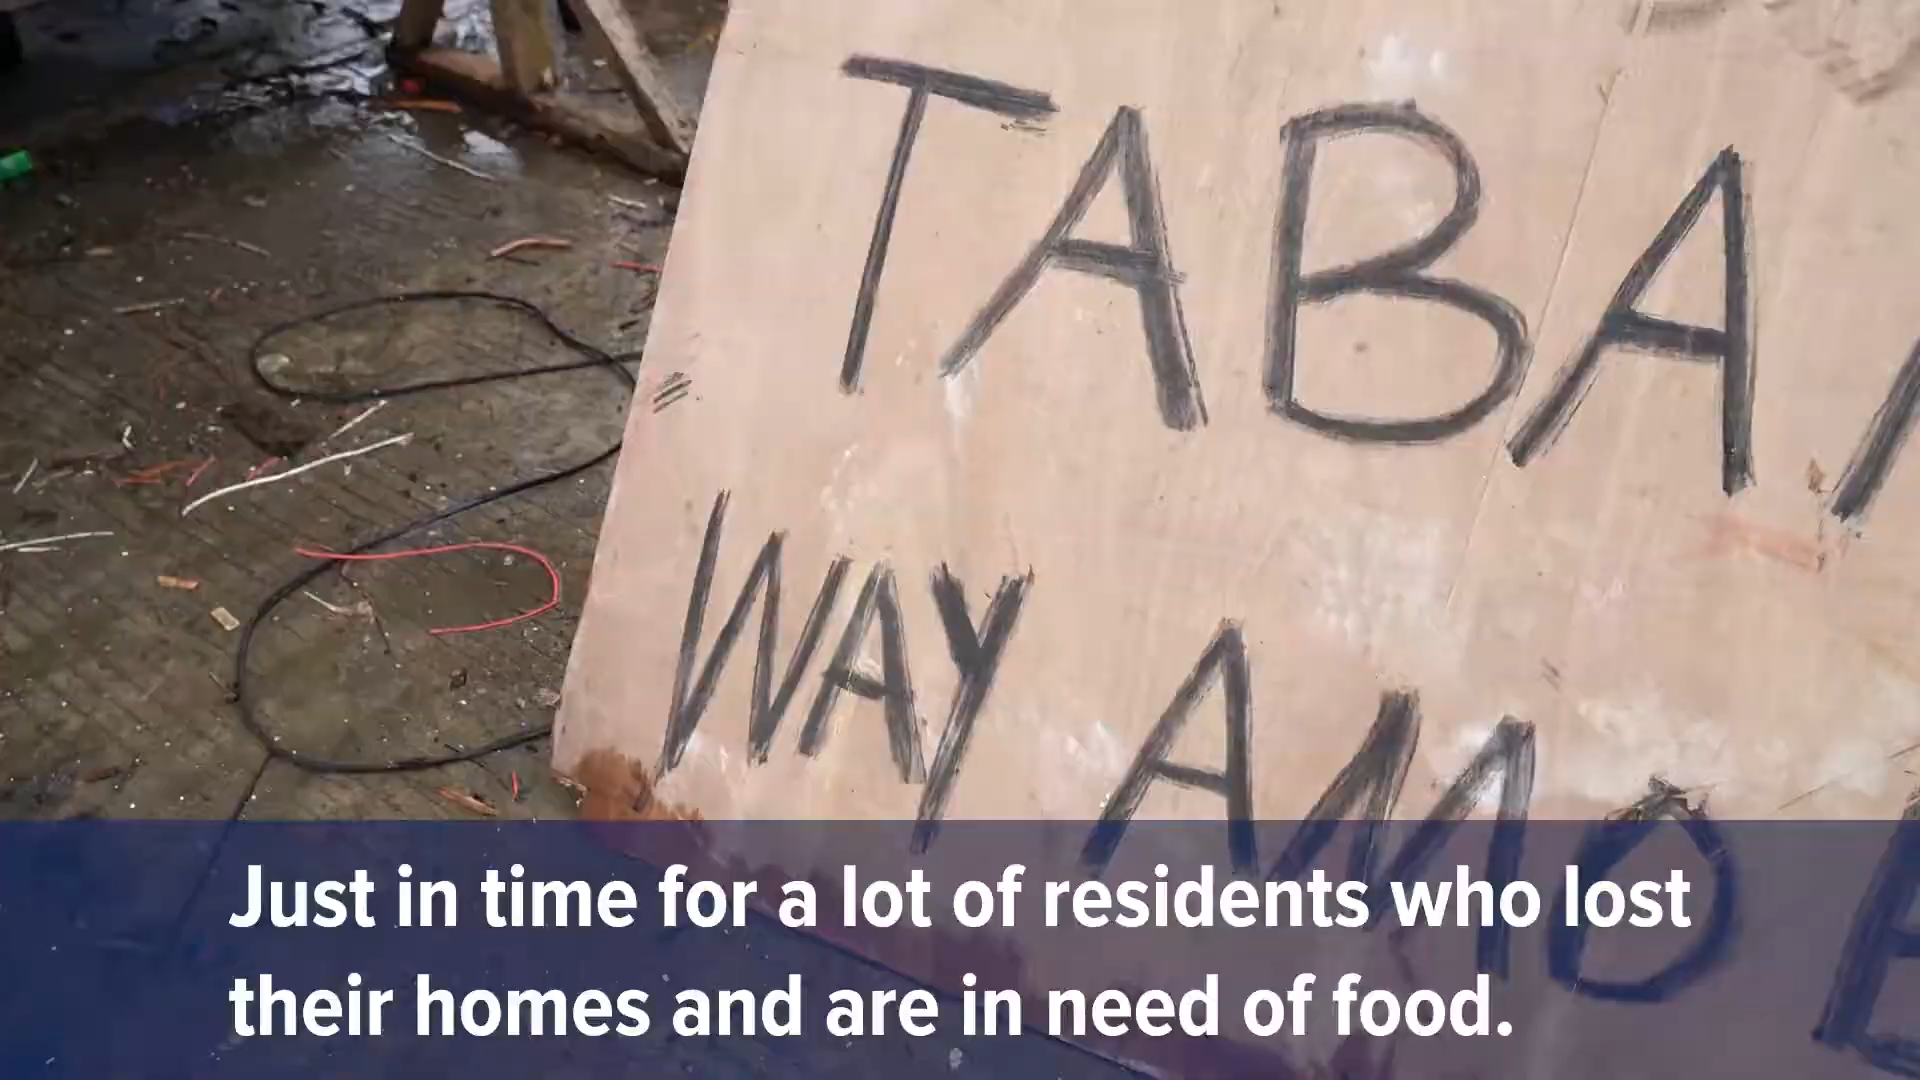 TABA
WAY AMO
Just in time for a lot of residents who lost
their homes and are in need of food.